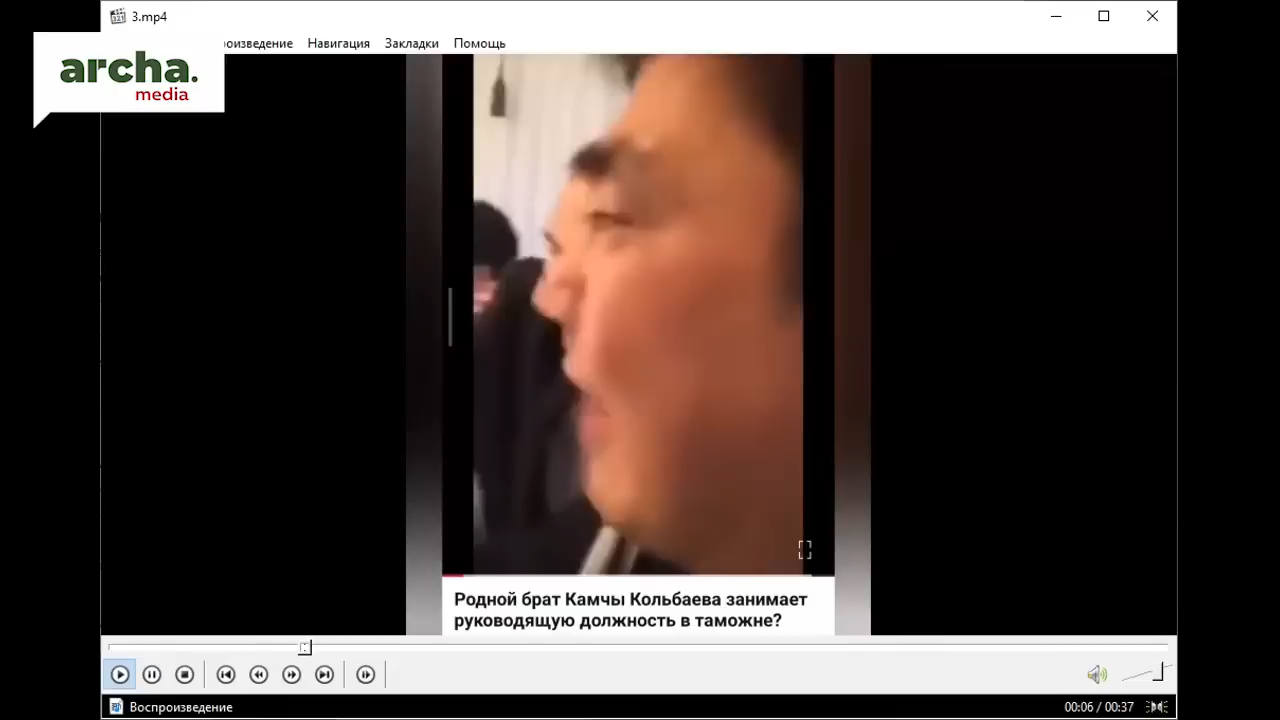 3.mp4
archa.
media
роизведение Навигация Закладки Помощь
Родной брат Камчы Кольбаева занимает
руководящую должность в таможне?
Воспроизведение
00:06 / 00:37